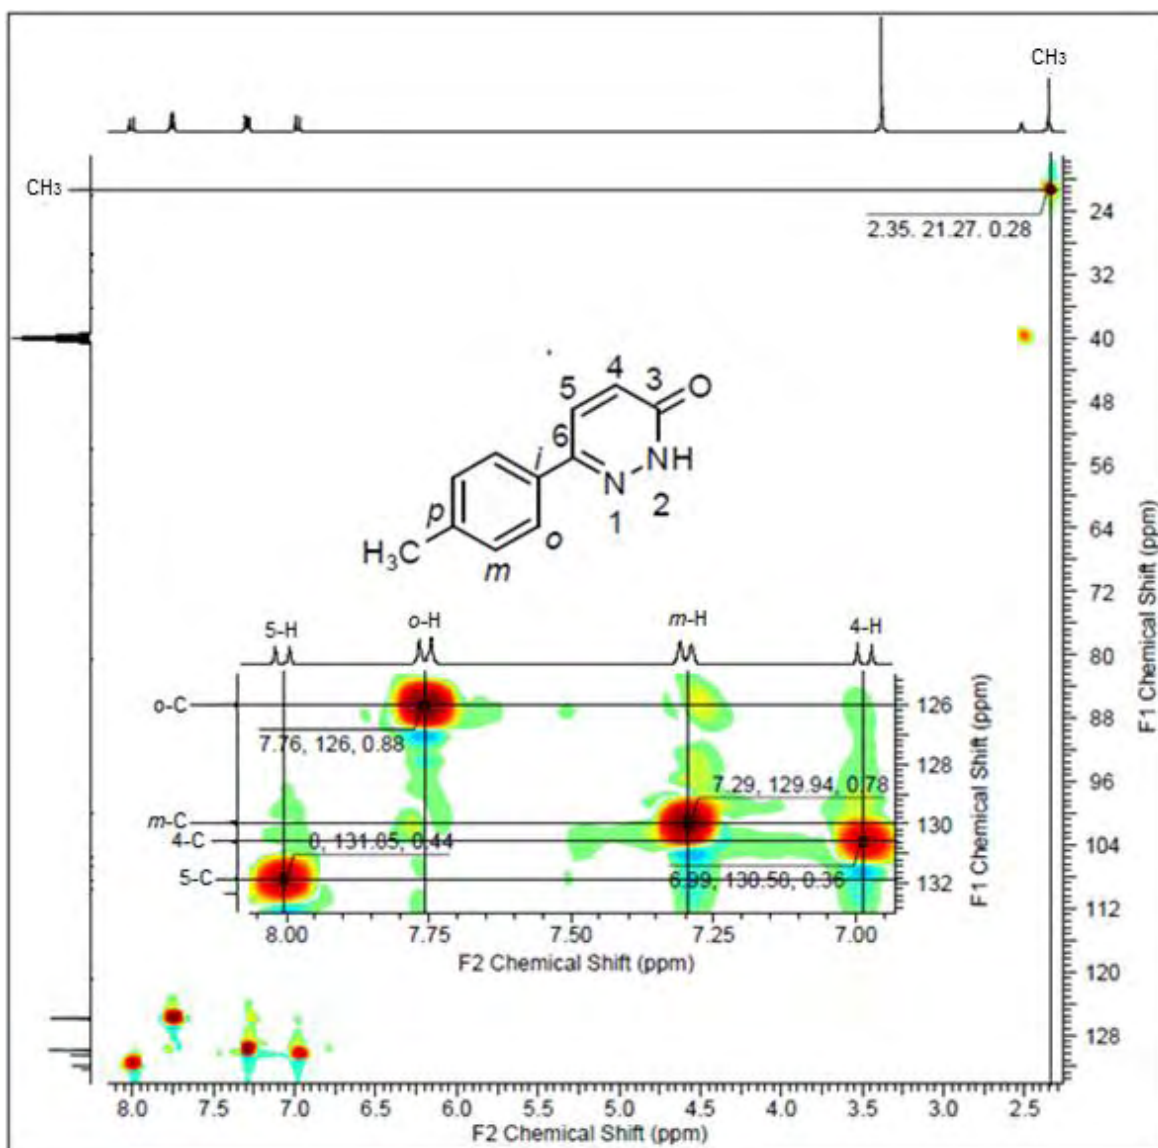 CH3
CH3
24
2.35. 21.27. 0.28
32
40
48
56
64
72
80
88
96
104
112
120
128
F1 Chemical Shift (ppm)
4
3
O
5
6
NH
i
N
2
p
1
o
H3C
m
5-H
o-H
m-H
4-H
o-C
126
7.76, 126, 0.88
128
7.29, 129.94, 0.78
m-C
130
4-C
0, 131.85, 0.44
6.99, 130.50, 0.36
5-C
132
F1 Chemical Shift (ppm)
8.00 7.75 7.50 7.25 7.00
F2 Chemical Shift (ppm)
8.0 7.5 7.0 6.5 6.0 5.5 5.0 4.5 4.0 3.5 3.0 2.5
F2 Chemical Shift (ppm)